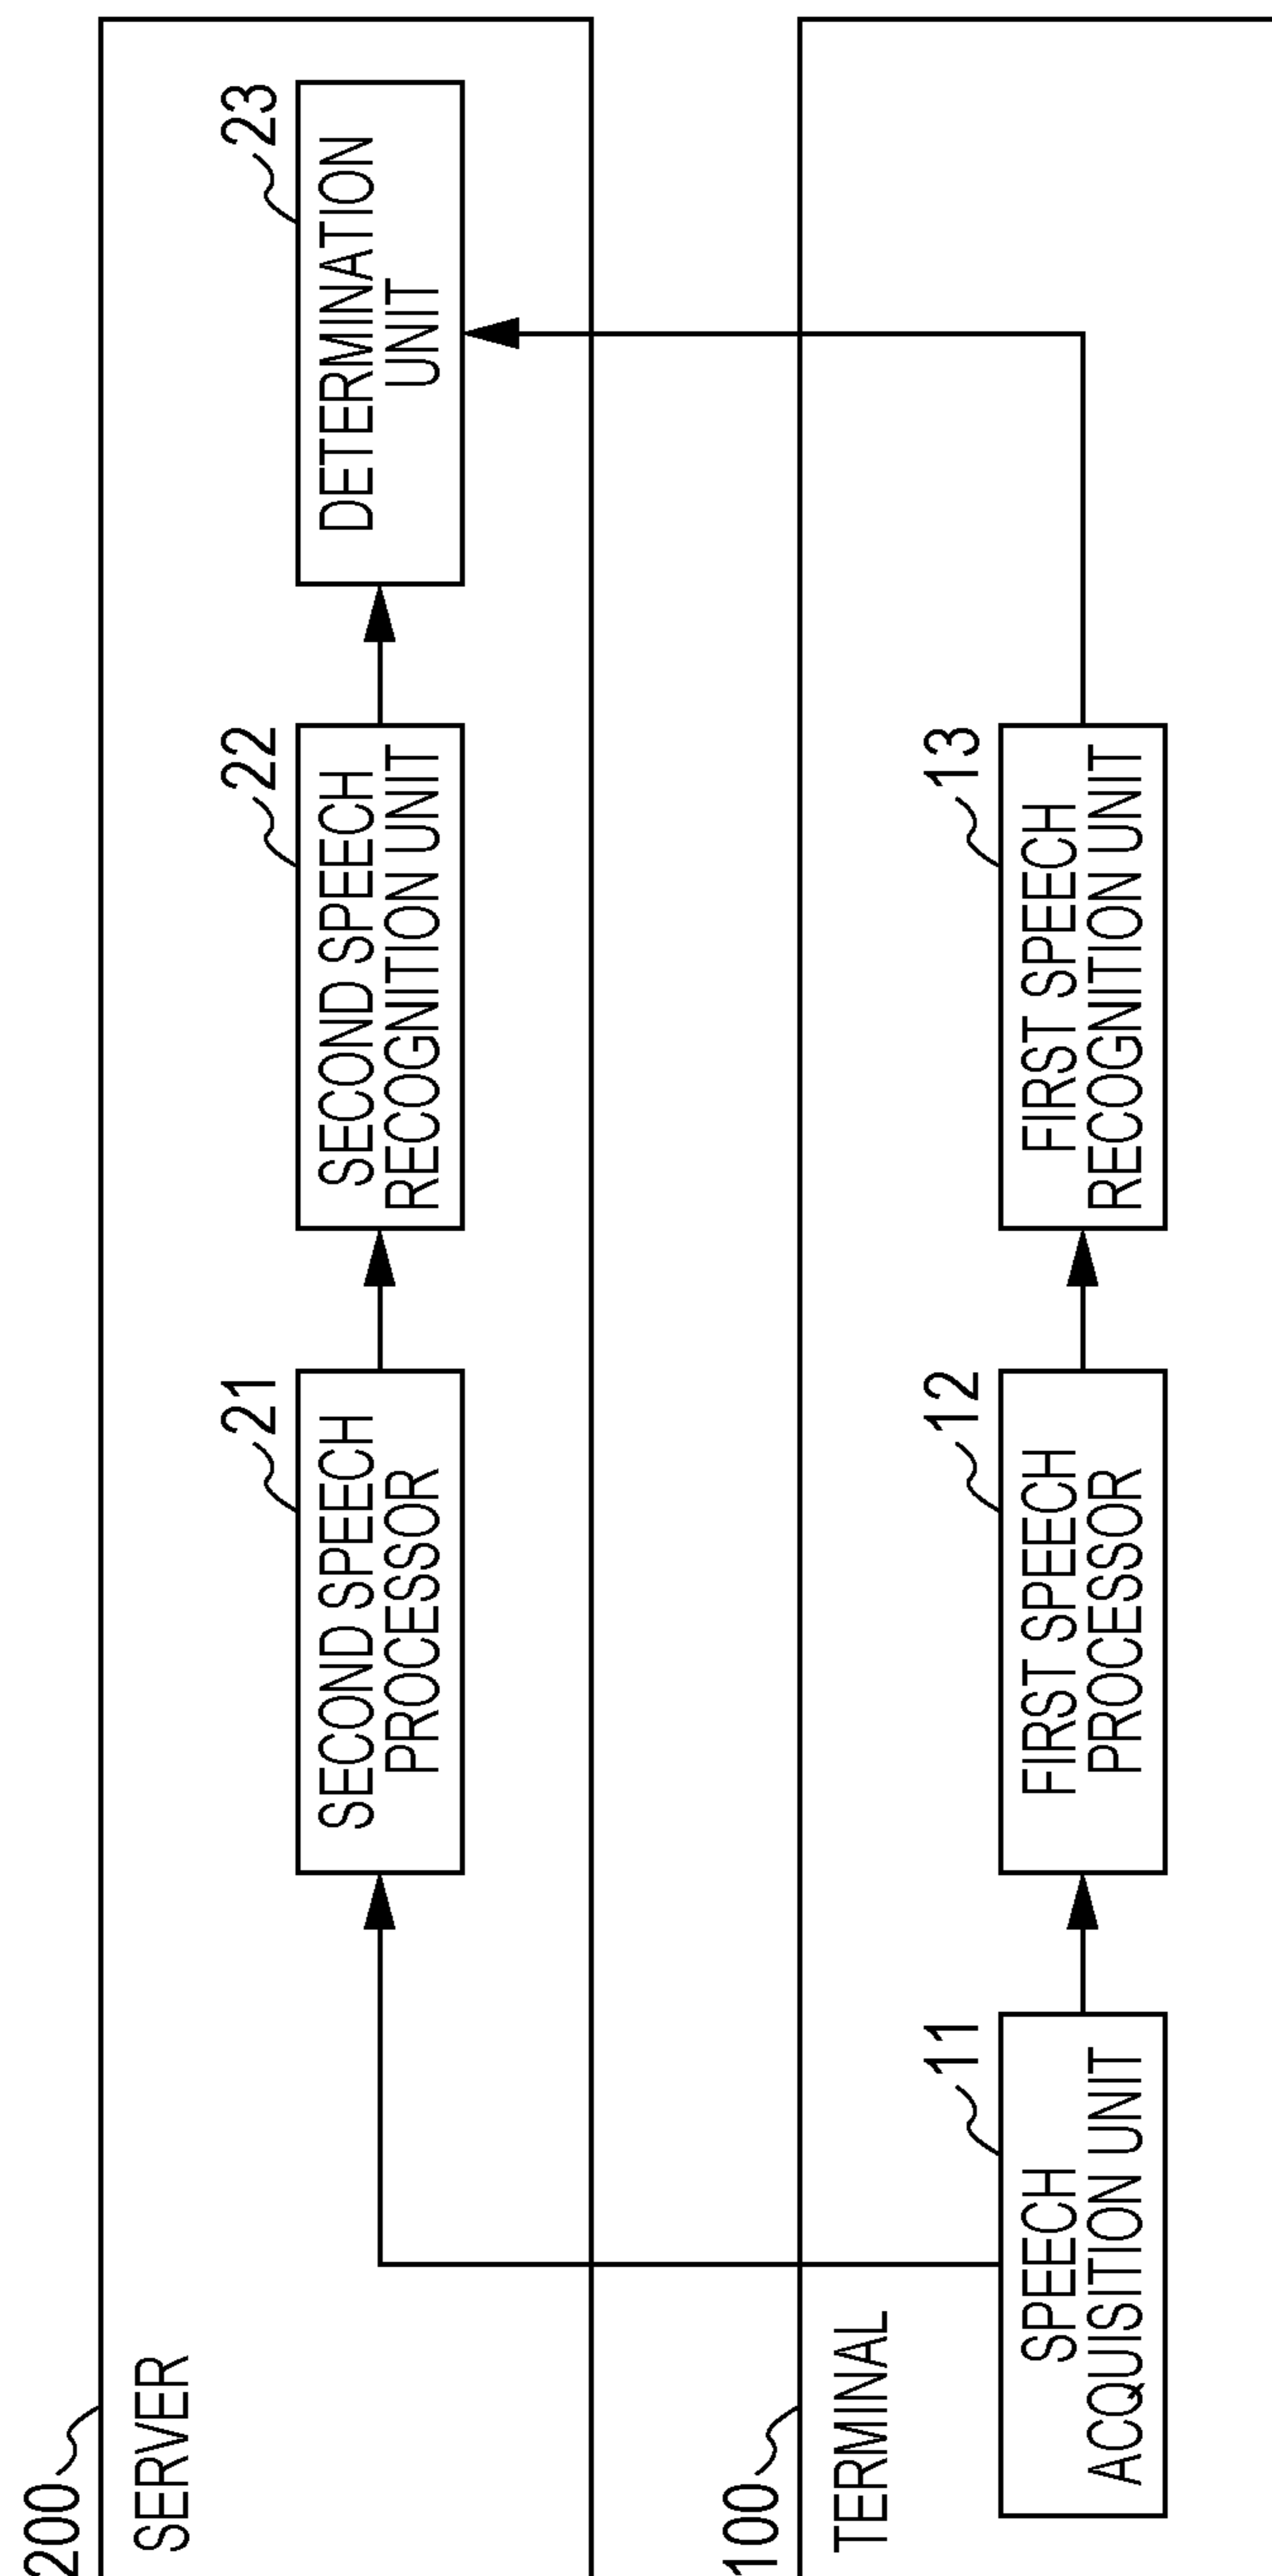 200
SERVER
21
SECOND SPEECH
PROCESSOR
22
SECOND SPEECH
RECOGNITION UNIT
23
DETERMINATION
UNIT
100
TERMINAL
11
SPEECH
ACQUISITION UNIT
12
FIRST SPEECH
PROCESSOR
13
FIRST SPEECH
RECOGNITION UNIT